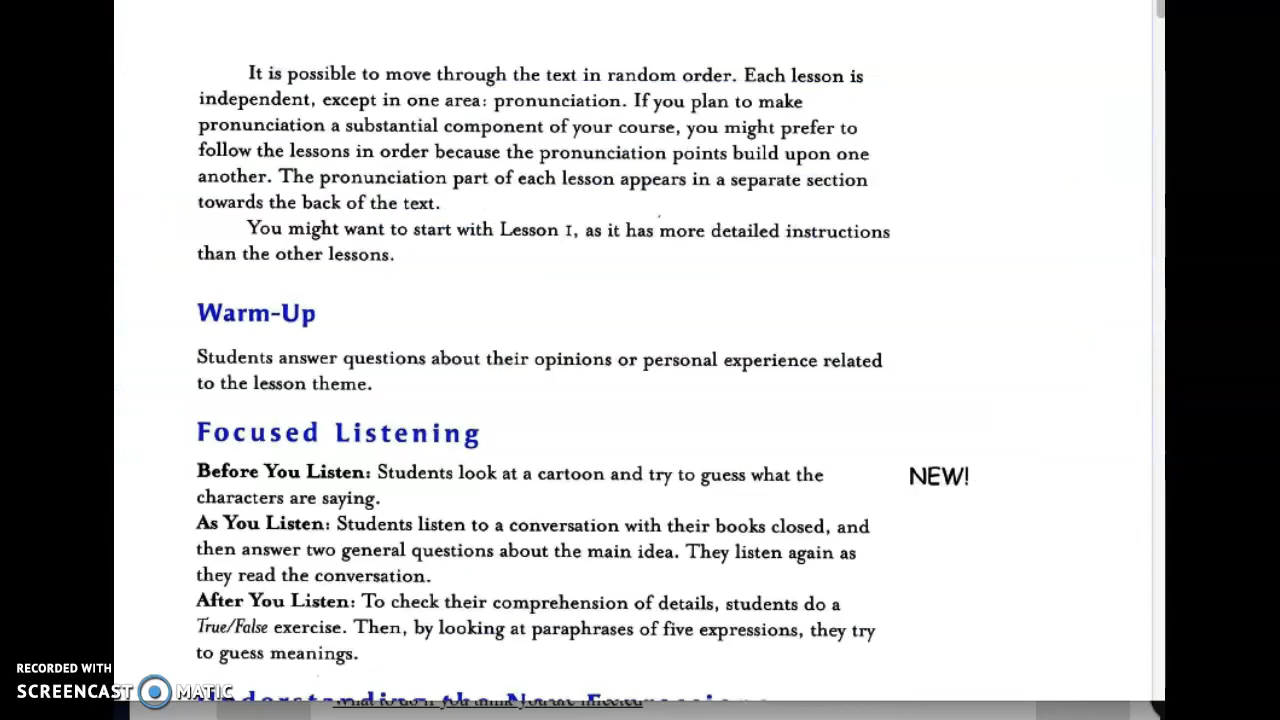 It is possible to move through the text in random order. Each lesson is
independent, except in one area: pronunciation. If you plan to make
pronunciation a substantial component of your course, you might prefer to
follow the lessons in order because the pronunciation points build upon one
another. The pronunciation part of each lesson appears in a separate section
towards the back of the text.
You might want to start with Lesson 1, as it has more detailed instructions
than the other lessons.
Warm-Up
Students answer questions about their opinions or personal experience related
to the lesson theme.
Focused Listening
Before You Listen: Students look at a cartoon and try to guess what the
NEW!
characters are saying.
As You Listen: Students listen to a conversation with their books closed, and
then answer two general questions about the main idea. They listen again as
they read the conversation.
After You Listen: To check their comprehension of details, students do a
True/False exercise. Then, by looking at paraphrases of five expressions, they try
to guess meanings.
RECORDED WITH
SCREENCAST MATIC
Understanding the New Expressions